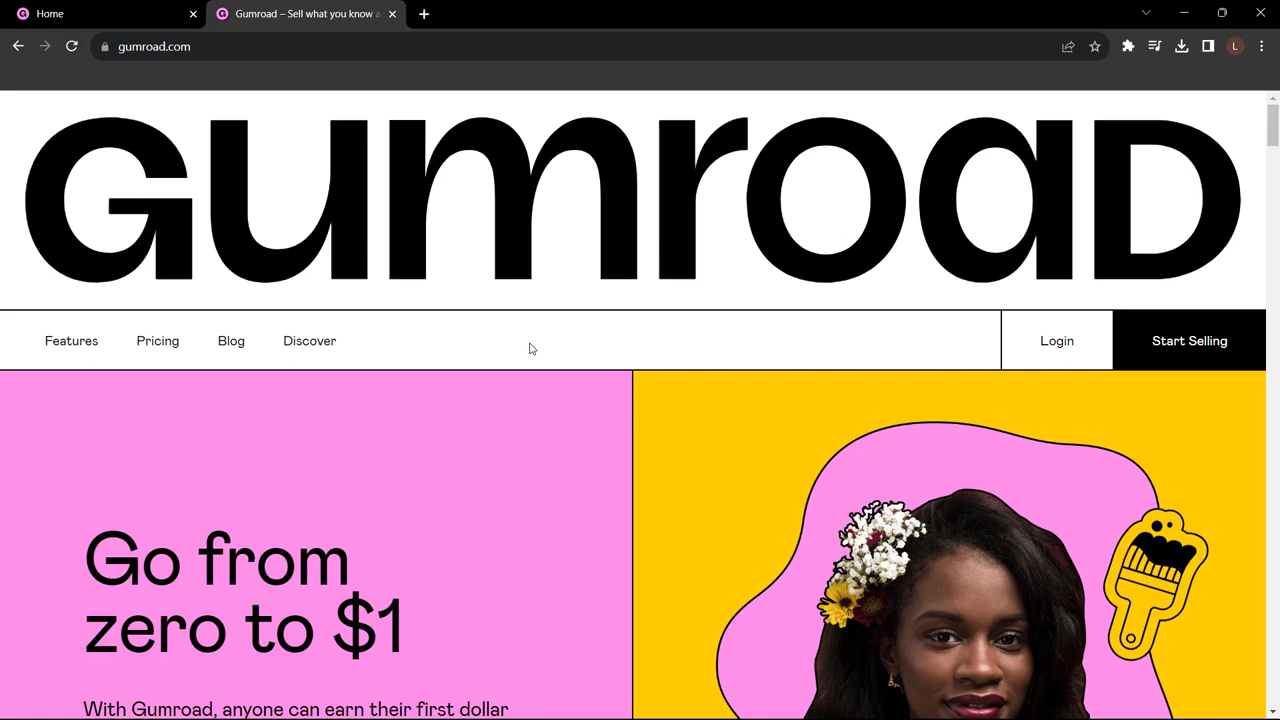 Home
Gumroad – Sell what you know a
gumroad.com
L
Gumroad
Features
Pricing
Blog
Discover
Login
Start Selling
Go from
zero to $1
With Gumroad, anyone can earn their first dollar